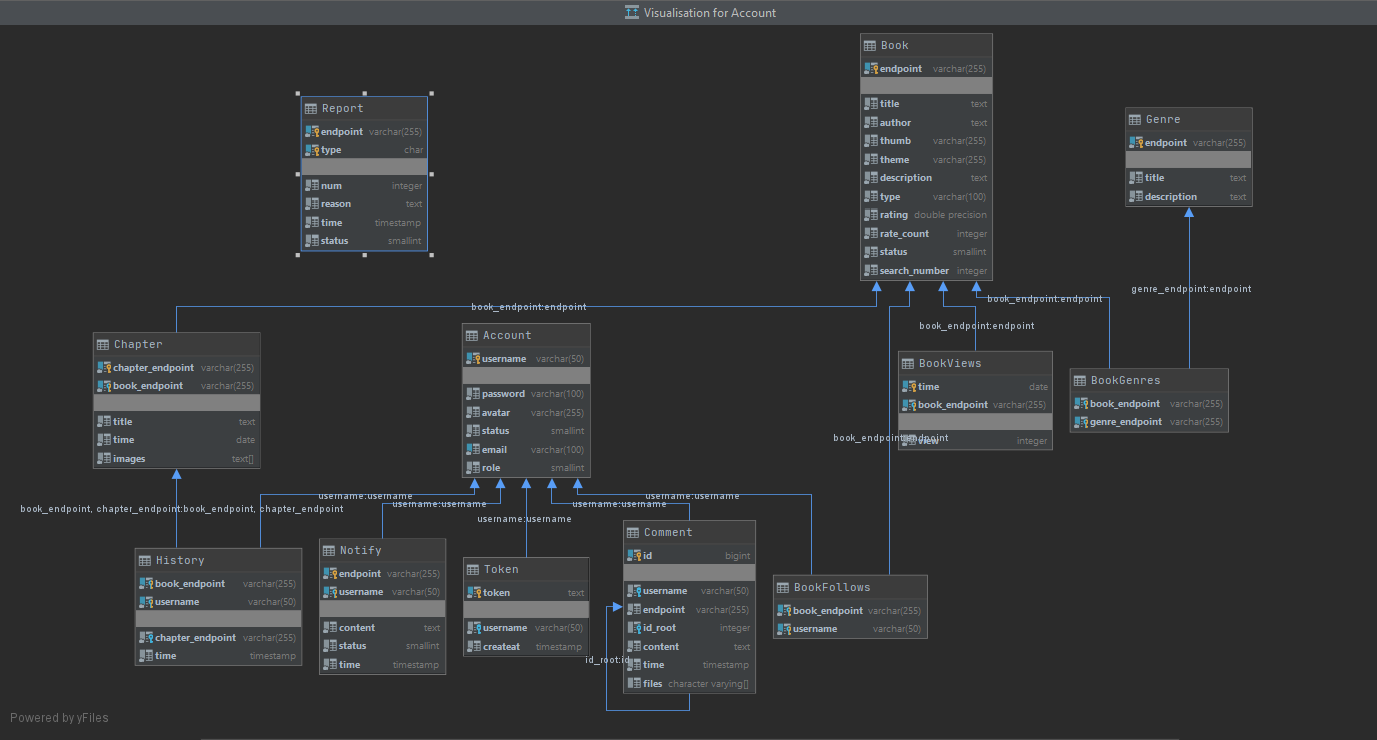 Visualisation for Account
Book
endpoint varchar(255)
title text
author text
thumb varchar(255)
theme varchar(255)
description text
type varchar(100)
rating double precision
rate_count integer
status smallint
search_number integer
Report
endpoint varchar(255)
type char
num integer
reason text
time timestamp
status smallint
Genre
endpoint varchar(255)
title text
description text
genre_endpoint:endpoint
book_endpoint:endpoint
book_endpoint:endpoint
book_endpoint:endpoint
book_endpoint:endpoint
Chapter
chapter_endpoint varchar(255)
book_endpoint varchar(255)
title text
time date
images text[]
Account
username varchar(50)
password varchar(100)
avatar varchar(255)
status smallint
email varchar(100)
role smallint
BookViews
time date
book_endpoint varchar(255)
view integer
BookGenres
book_endpoint varchar(255)
genre_endpoint varchar(255)
username:username
username:username
username:username
username:username
username:username
book_endpoint, chapter_endpoint:book_endpoint, chapter_endpoint
History
book_endpoint varchar(255)
username varchar(50)
chapter_endpoint varchar(255)
time timestamp
Notify
endpoint varchar(255)
username varchar(50)
content text
status smallint
time timestamp
Token
token text
username varchar(50)
createat timestamp
Comment
id bigint
username varchar(50)
endpoint varchar(255)
id_root integer
content text
time timestamp
files character varying[]
id_root:id
BookFollows
book_endpoint varchar(255)
username varchar(50)
Powered by yFiles